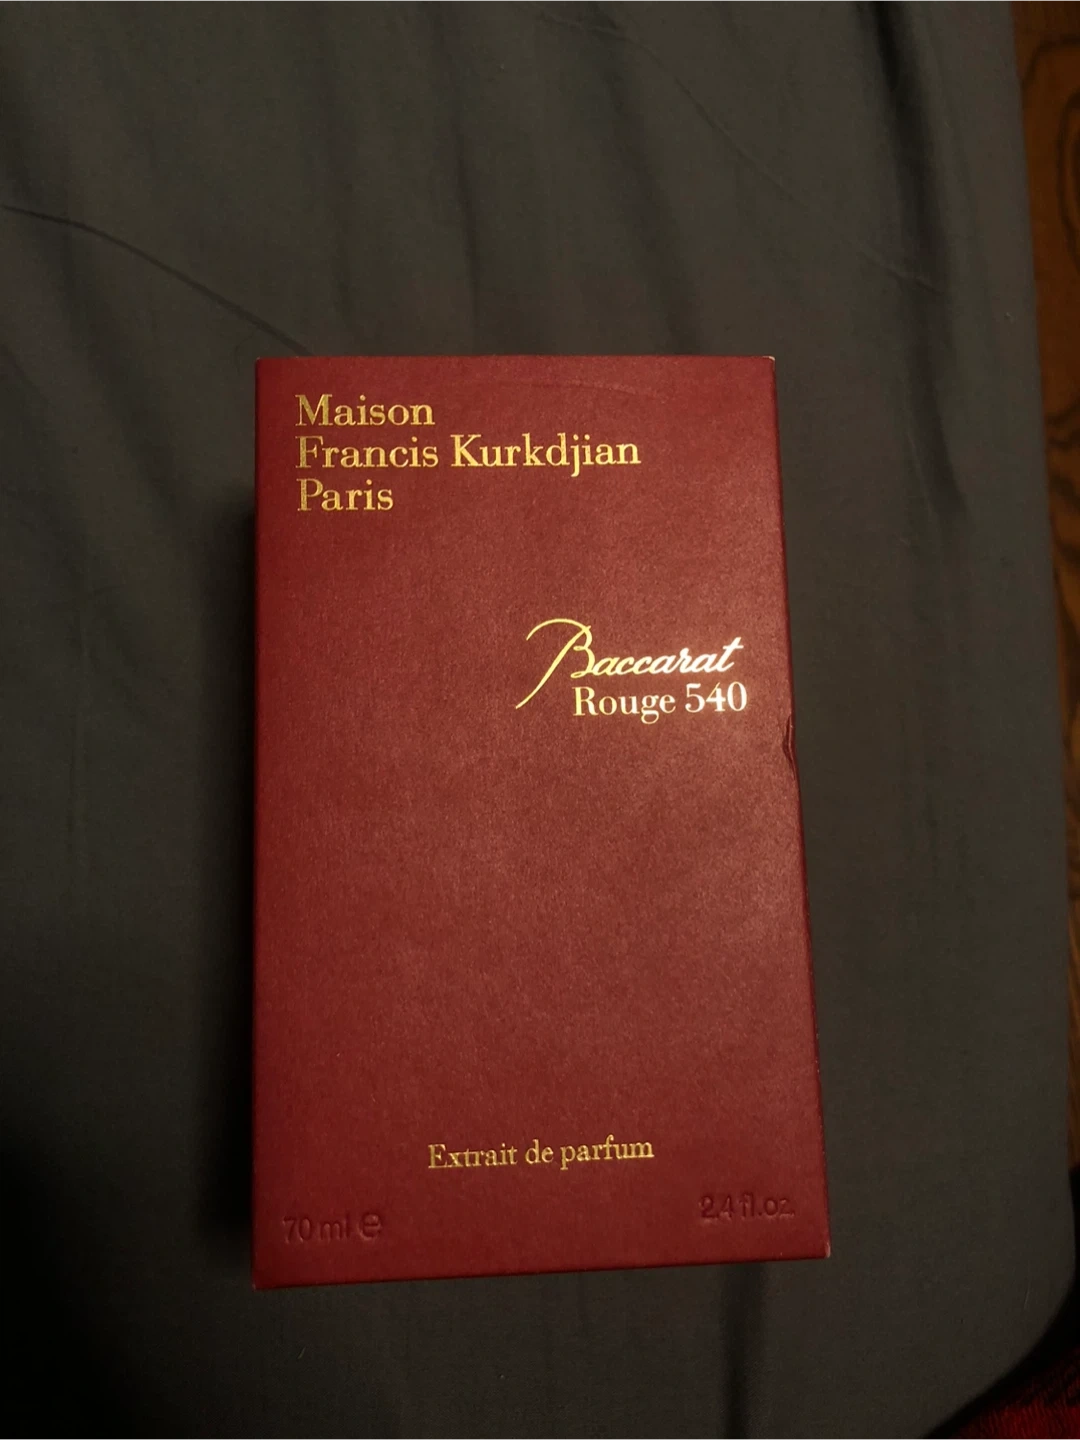 Maison
Francis Kurkdjian
Paris
Baccarat
Rouge 540
Extrait de parfum
70 ml ℮
2.4 fl.oz.